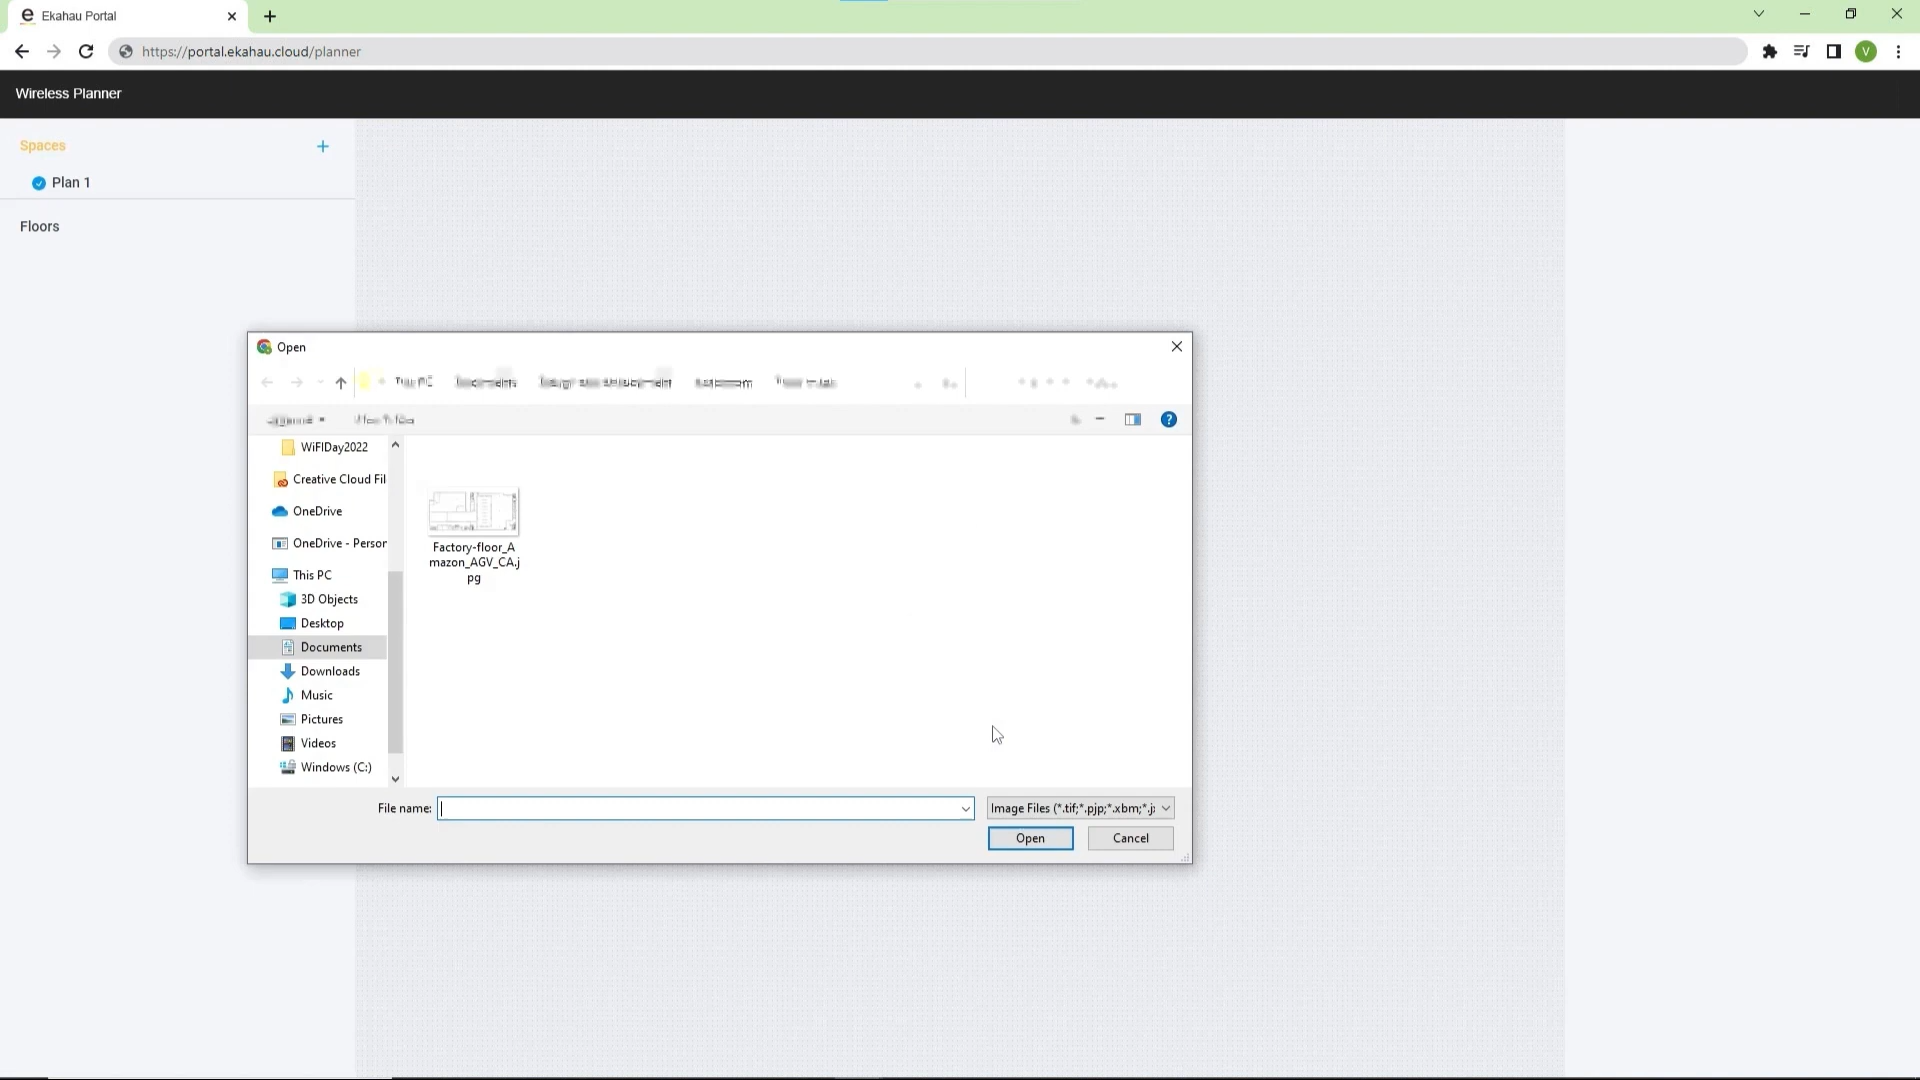 Ekahau Portal
https://portal.ekahau.cloud/planner
V
Wireless Planner
Spaces
Plan 1
Floors
Open
WiFIDay2022
Creative Cloud Fil
OneDrive
OneDrive - Person
This PC
3D Objects
Desktop
Documents
Downloads
Music
Pictures
Videos
Windows (C:)
Factory-floor_A
mazon_AGV_CA.j
pg
File name:
Image Files (*.tif;*.pjp;*.xbm;*.j
Open
Cancel